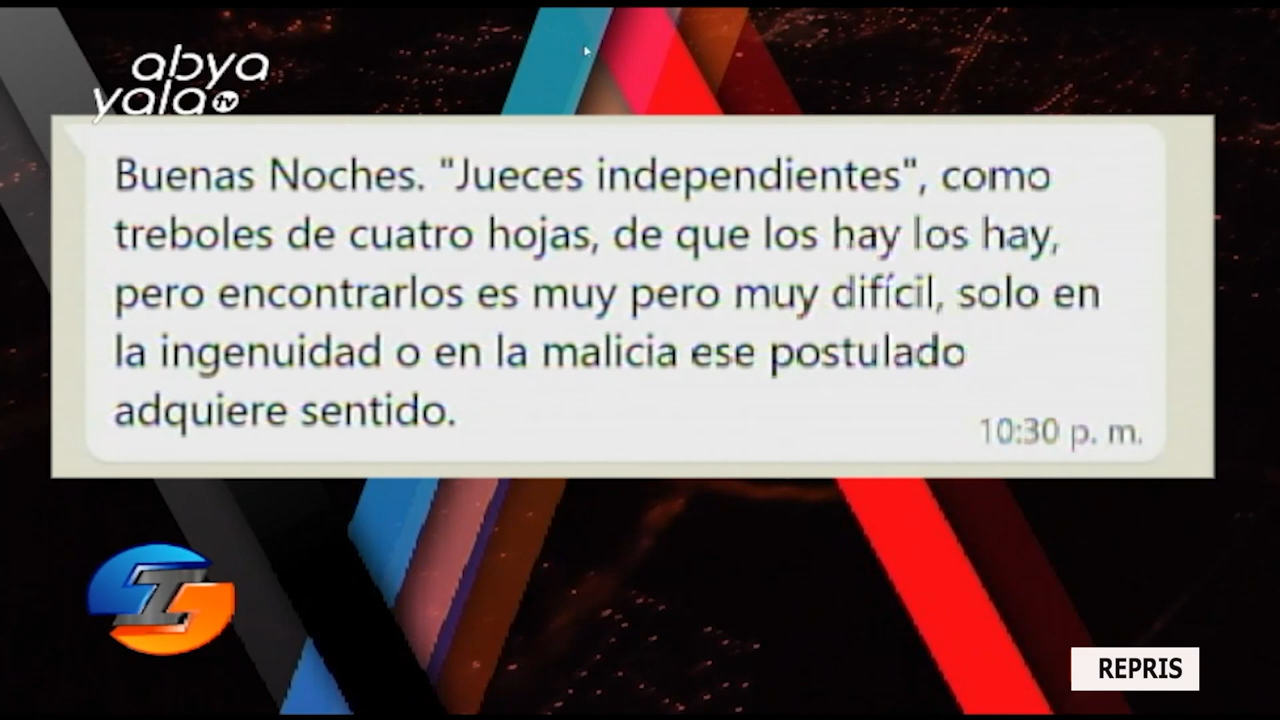 abya
yala tv
Buenas Noches. "Jueces independientes", como
treboles de cuatro hojas, de que los hay los hay,
pero encontrarlos es muy pero muy difícil, solo en
la ingenuidad o en la malicia ese postulado
adquiere sentido.
10:30 p. m.
REPRIS